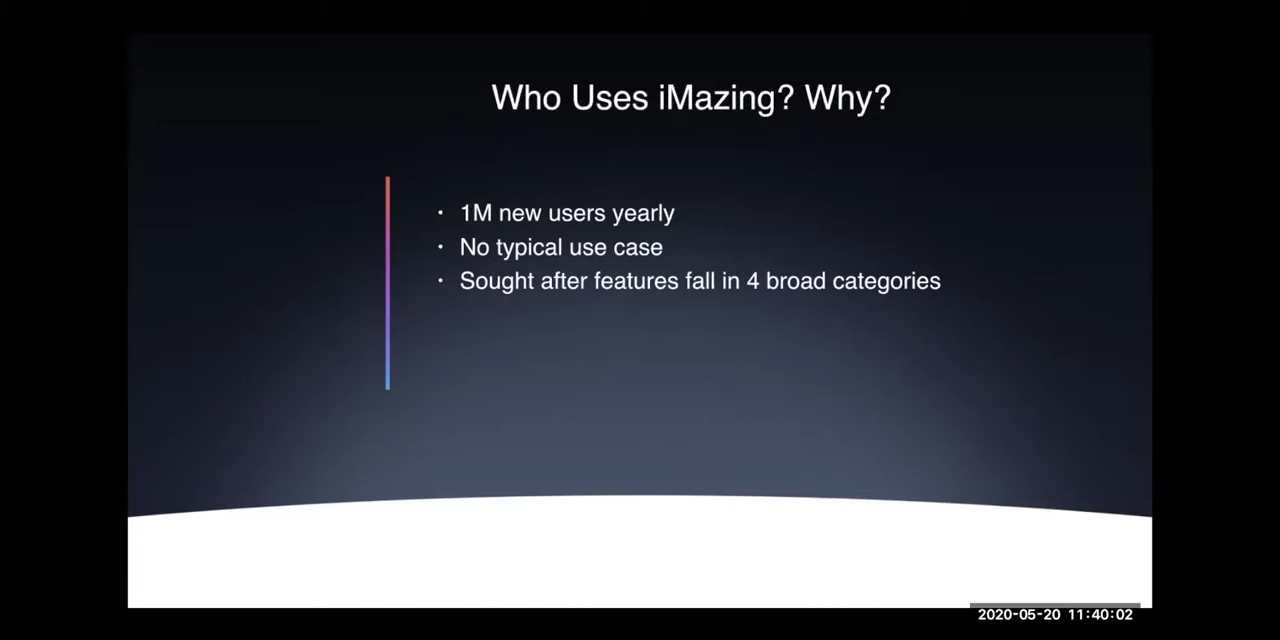 Who Uses iMazing? Why?
• 1M new users yearly
• No typical use case
• Sought after features fall in 4 broad categories
2020-05-20 11:40:02